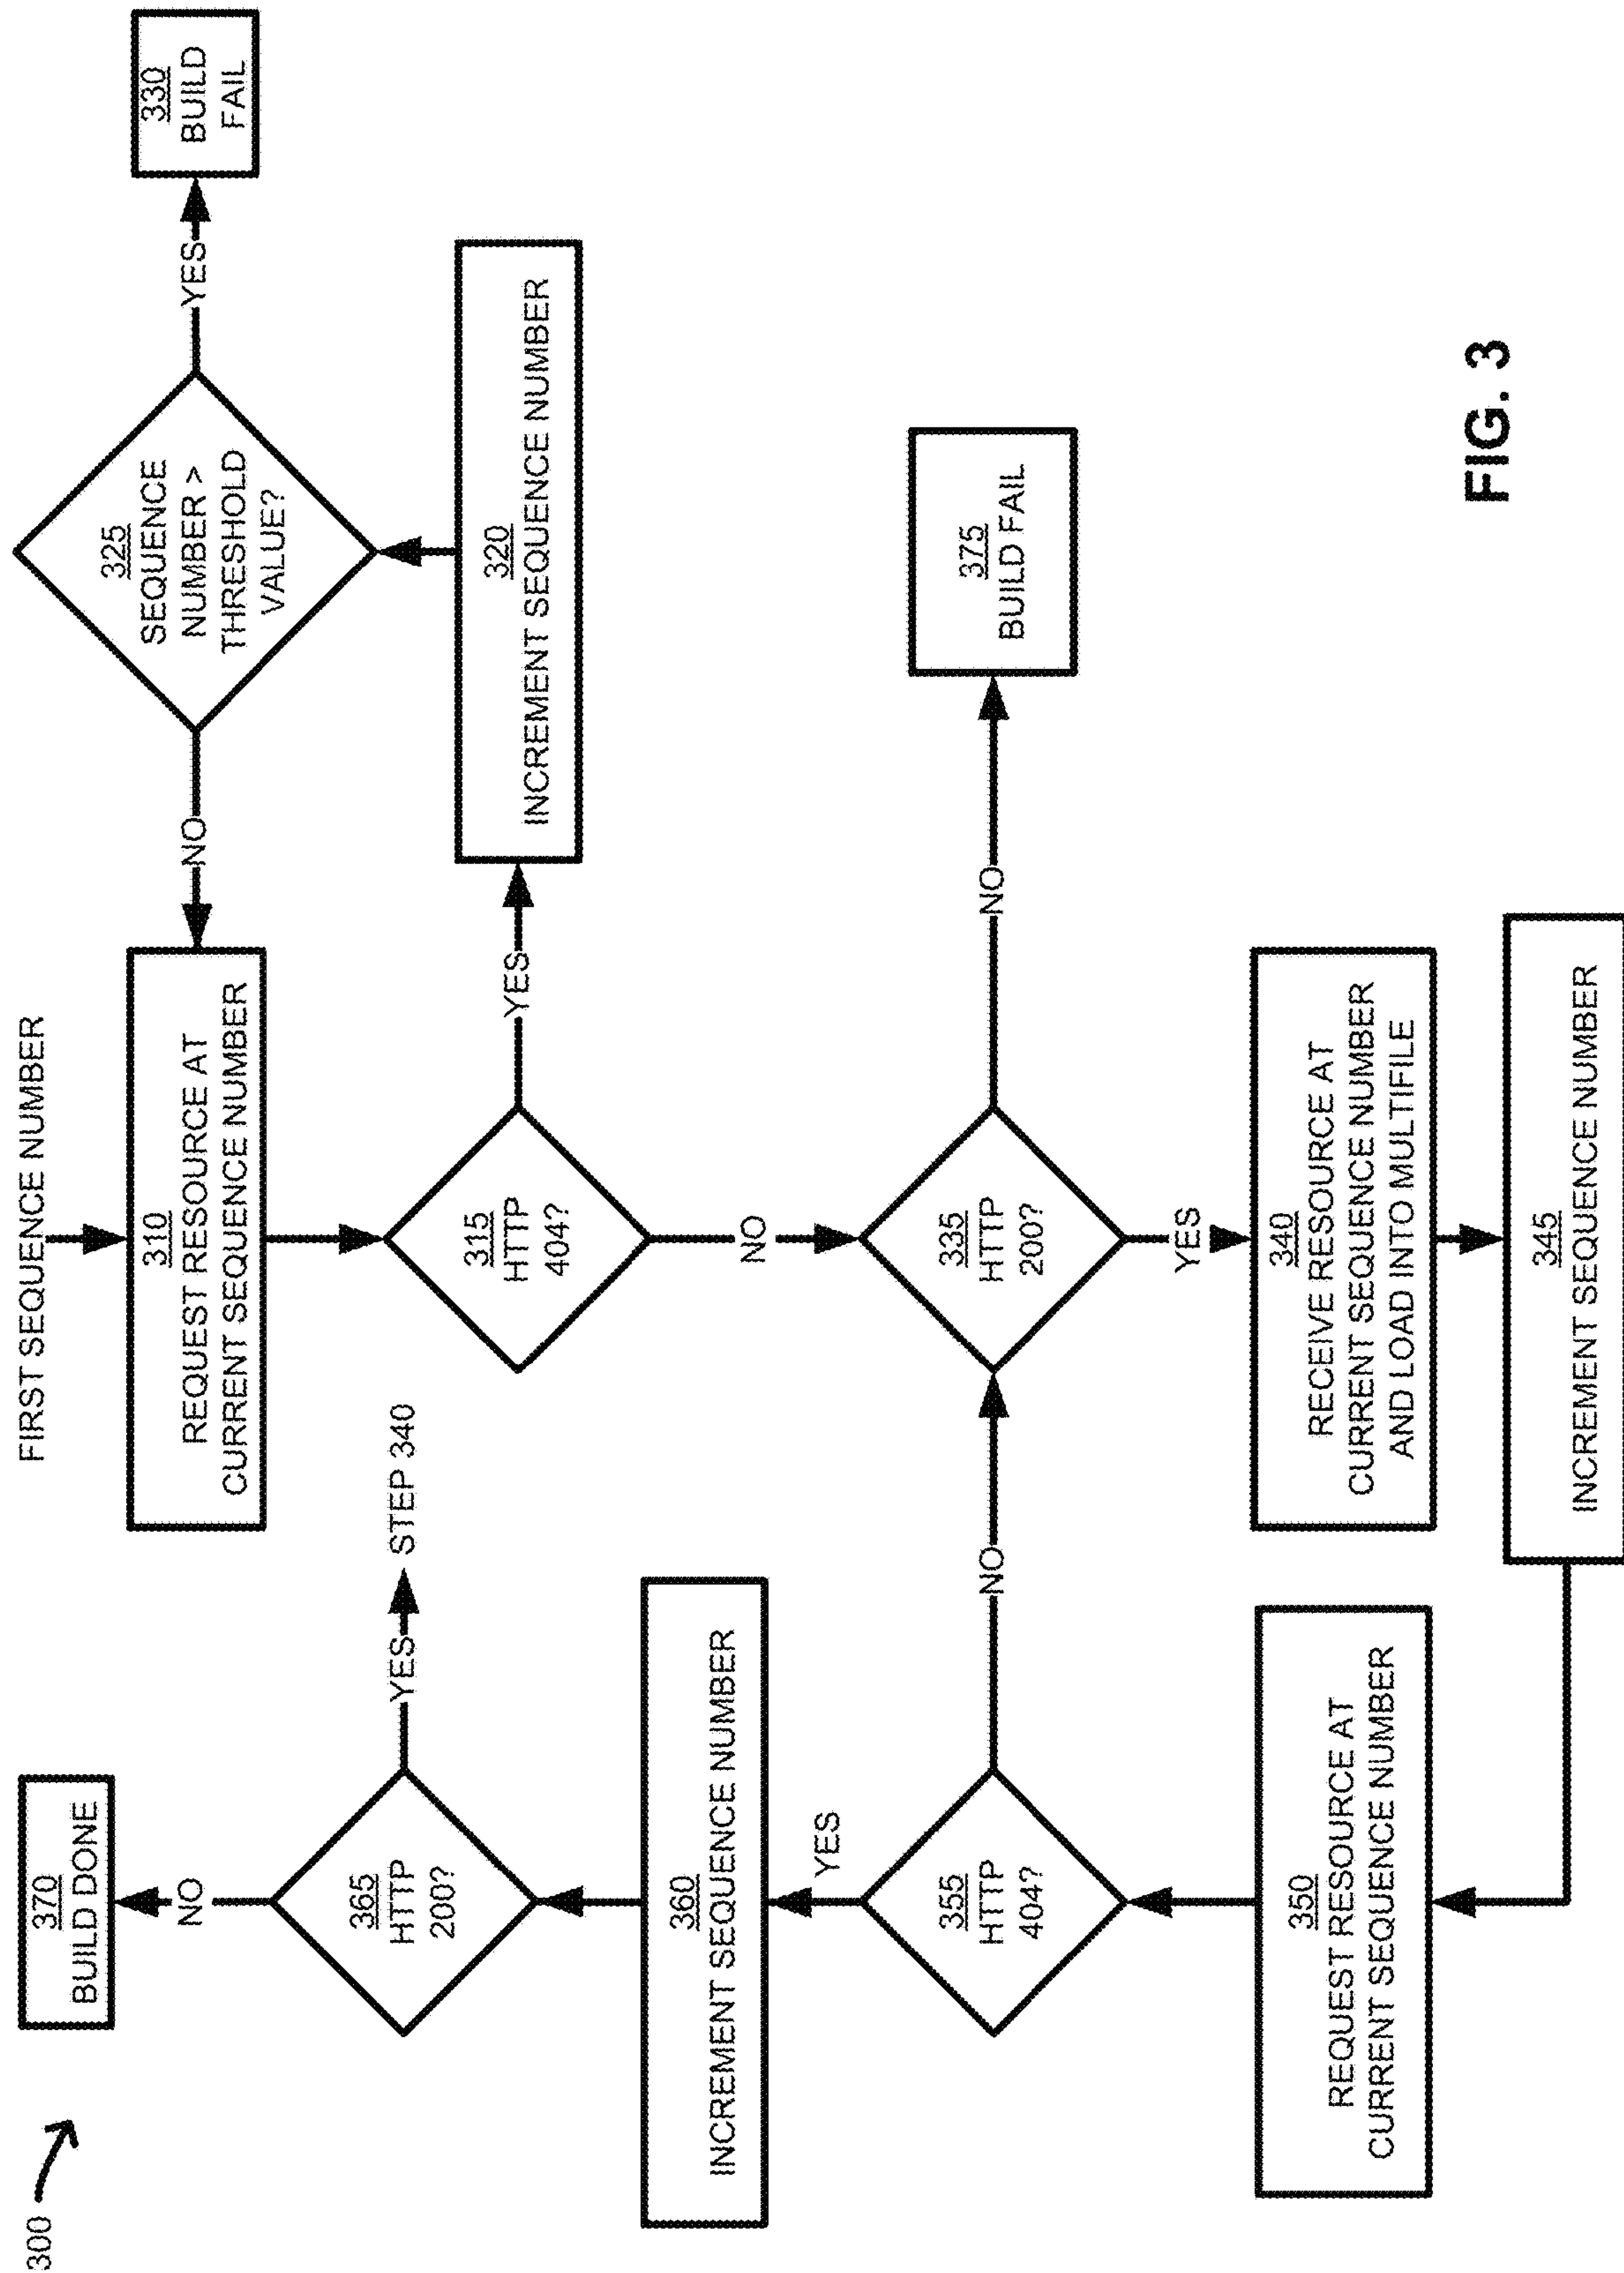 300
FIRST SEQUENCE NUMBER
310
REQUEST RESOURCE AT
CURRENT SEQUENCE NUMBER
315
HTTP
404?
YES
NO
320
INCREMENT SEQUENCE NUMBER
325
SEQUENCE
NUMBER >
THRESHOLD
VALUE?
NO
YES
330
BUILD
FAIL
335
HTTP
200?
NO
YES
375
BUILD FAIL
340
RECEIVE RESOURCE AT
CURRENT SEQUENCE NUMBER
AND LOAD INTO MULTIFILE
345
INCREMENT SEQUENCE NUMBER
350
REQUEST RESOURCE AT
CURRENT SEQUENCE NUMBER
355
HTTP
404?
NO
YES
360
INCREMENT SEQUENCE NUMBER
365
HTTP
200?
YES
STEP 340
NO
370
BUILD DONE
FIG. 3